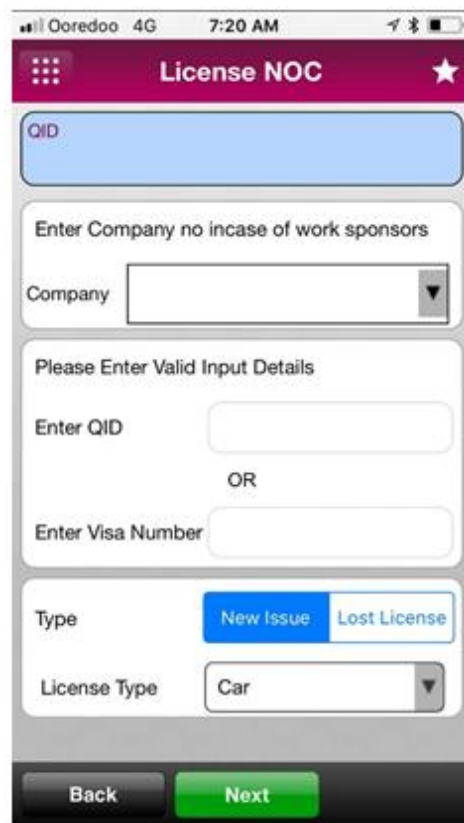 Ooredoo 4G 7:20 AM
License NOC
QID
Enter Company no incase of work sponsors
Company
Please Enter Valid Input Details
Enter QID
OR
Enter Visa Number
Type New Issue Lost License
License Type Car
Back Next